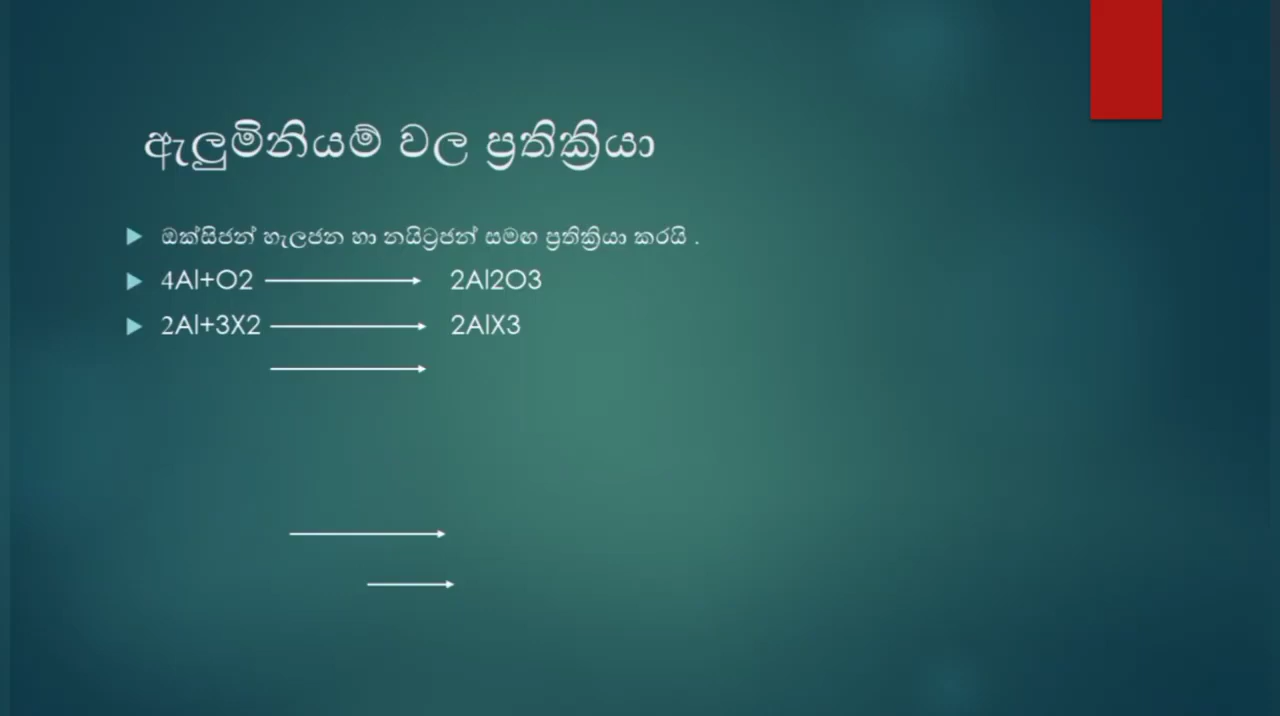 ඇලුමිනියම් වල ප්‍රතික්‍රියා
ඔක්සිජන් හැලජන හා නයිට්‍රජන් සමඟ ප්‍රතික්‍රියා කරයි .
4Al+O2 2Al2O3
2Al+3X2 2AlX3